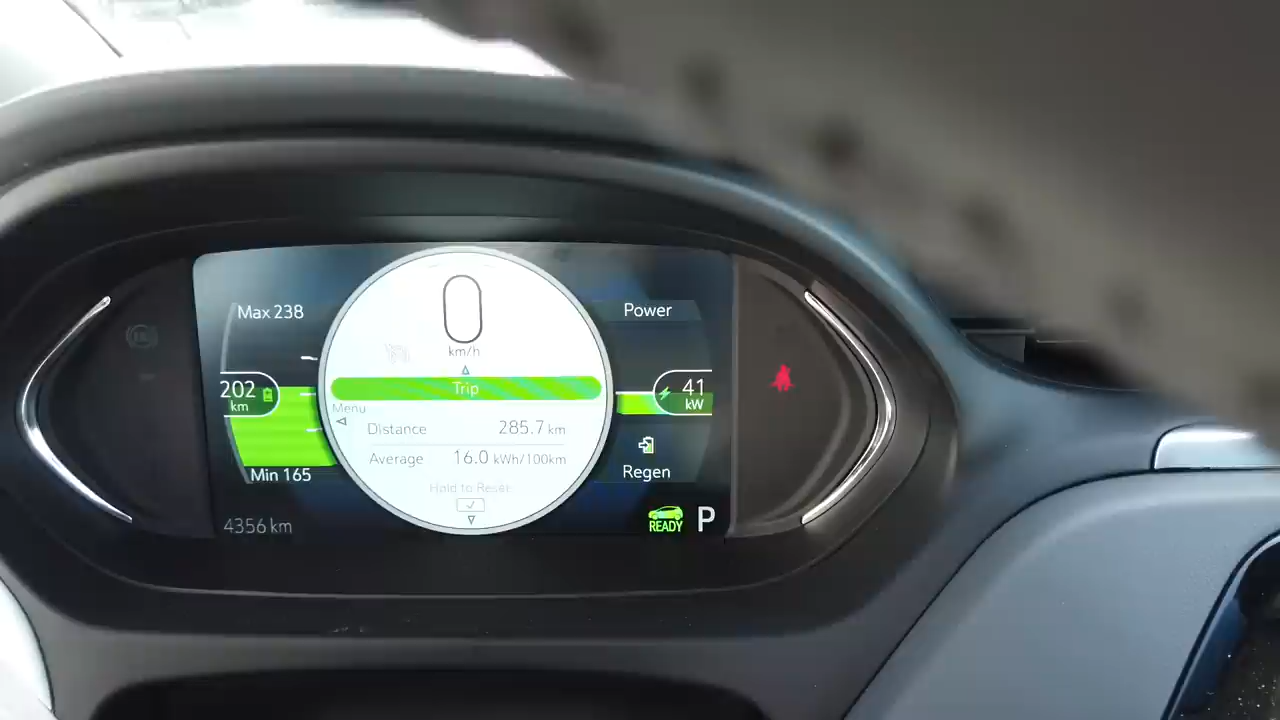 0
km/h
Max 238
Power
202
km
Trip
41
kW
Menu
Distance 285.7 km
Average 16.0 kWh/100km
Min 165
Regen
Hold to Reset
4356 km
READY P